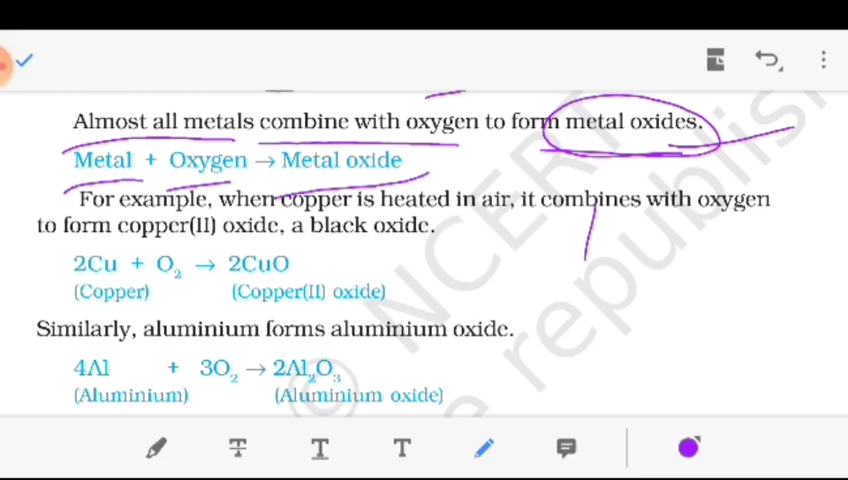 Almost all metals combine with oxygen to form metal oxides.
Metal + Oxygen → Metal oxide
For example, when copper is heated in air, it combines with oxygen
to form copper(II) oxide, a black oxide.
2Cu + O₂ → 2CuO
(Copper) (Copper(II) oxide)
Similarly, aluminium forms aluminium oxide.
4Al + 3O₂ → 2Al₂O₃
(Aluminium) (Aluminium oxide)
© NCERT
republis
T T T